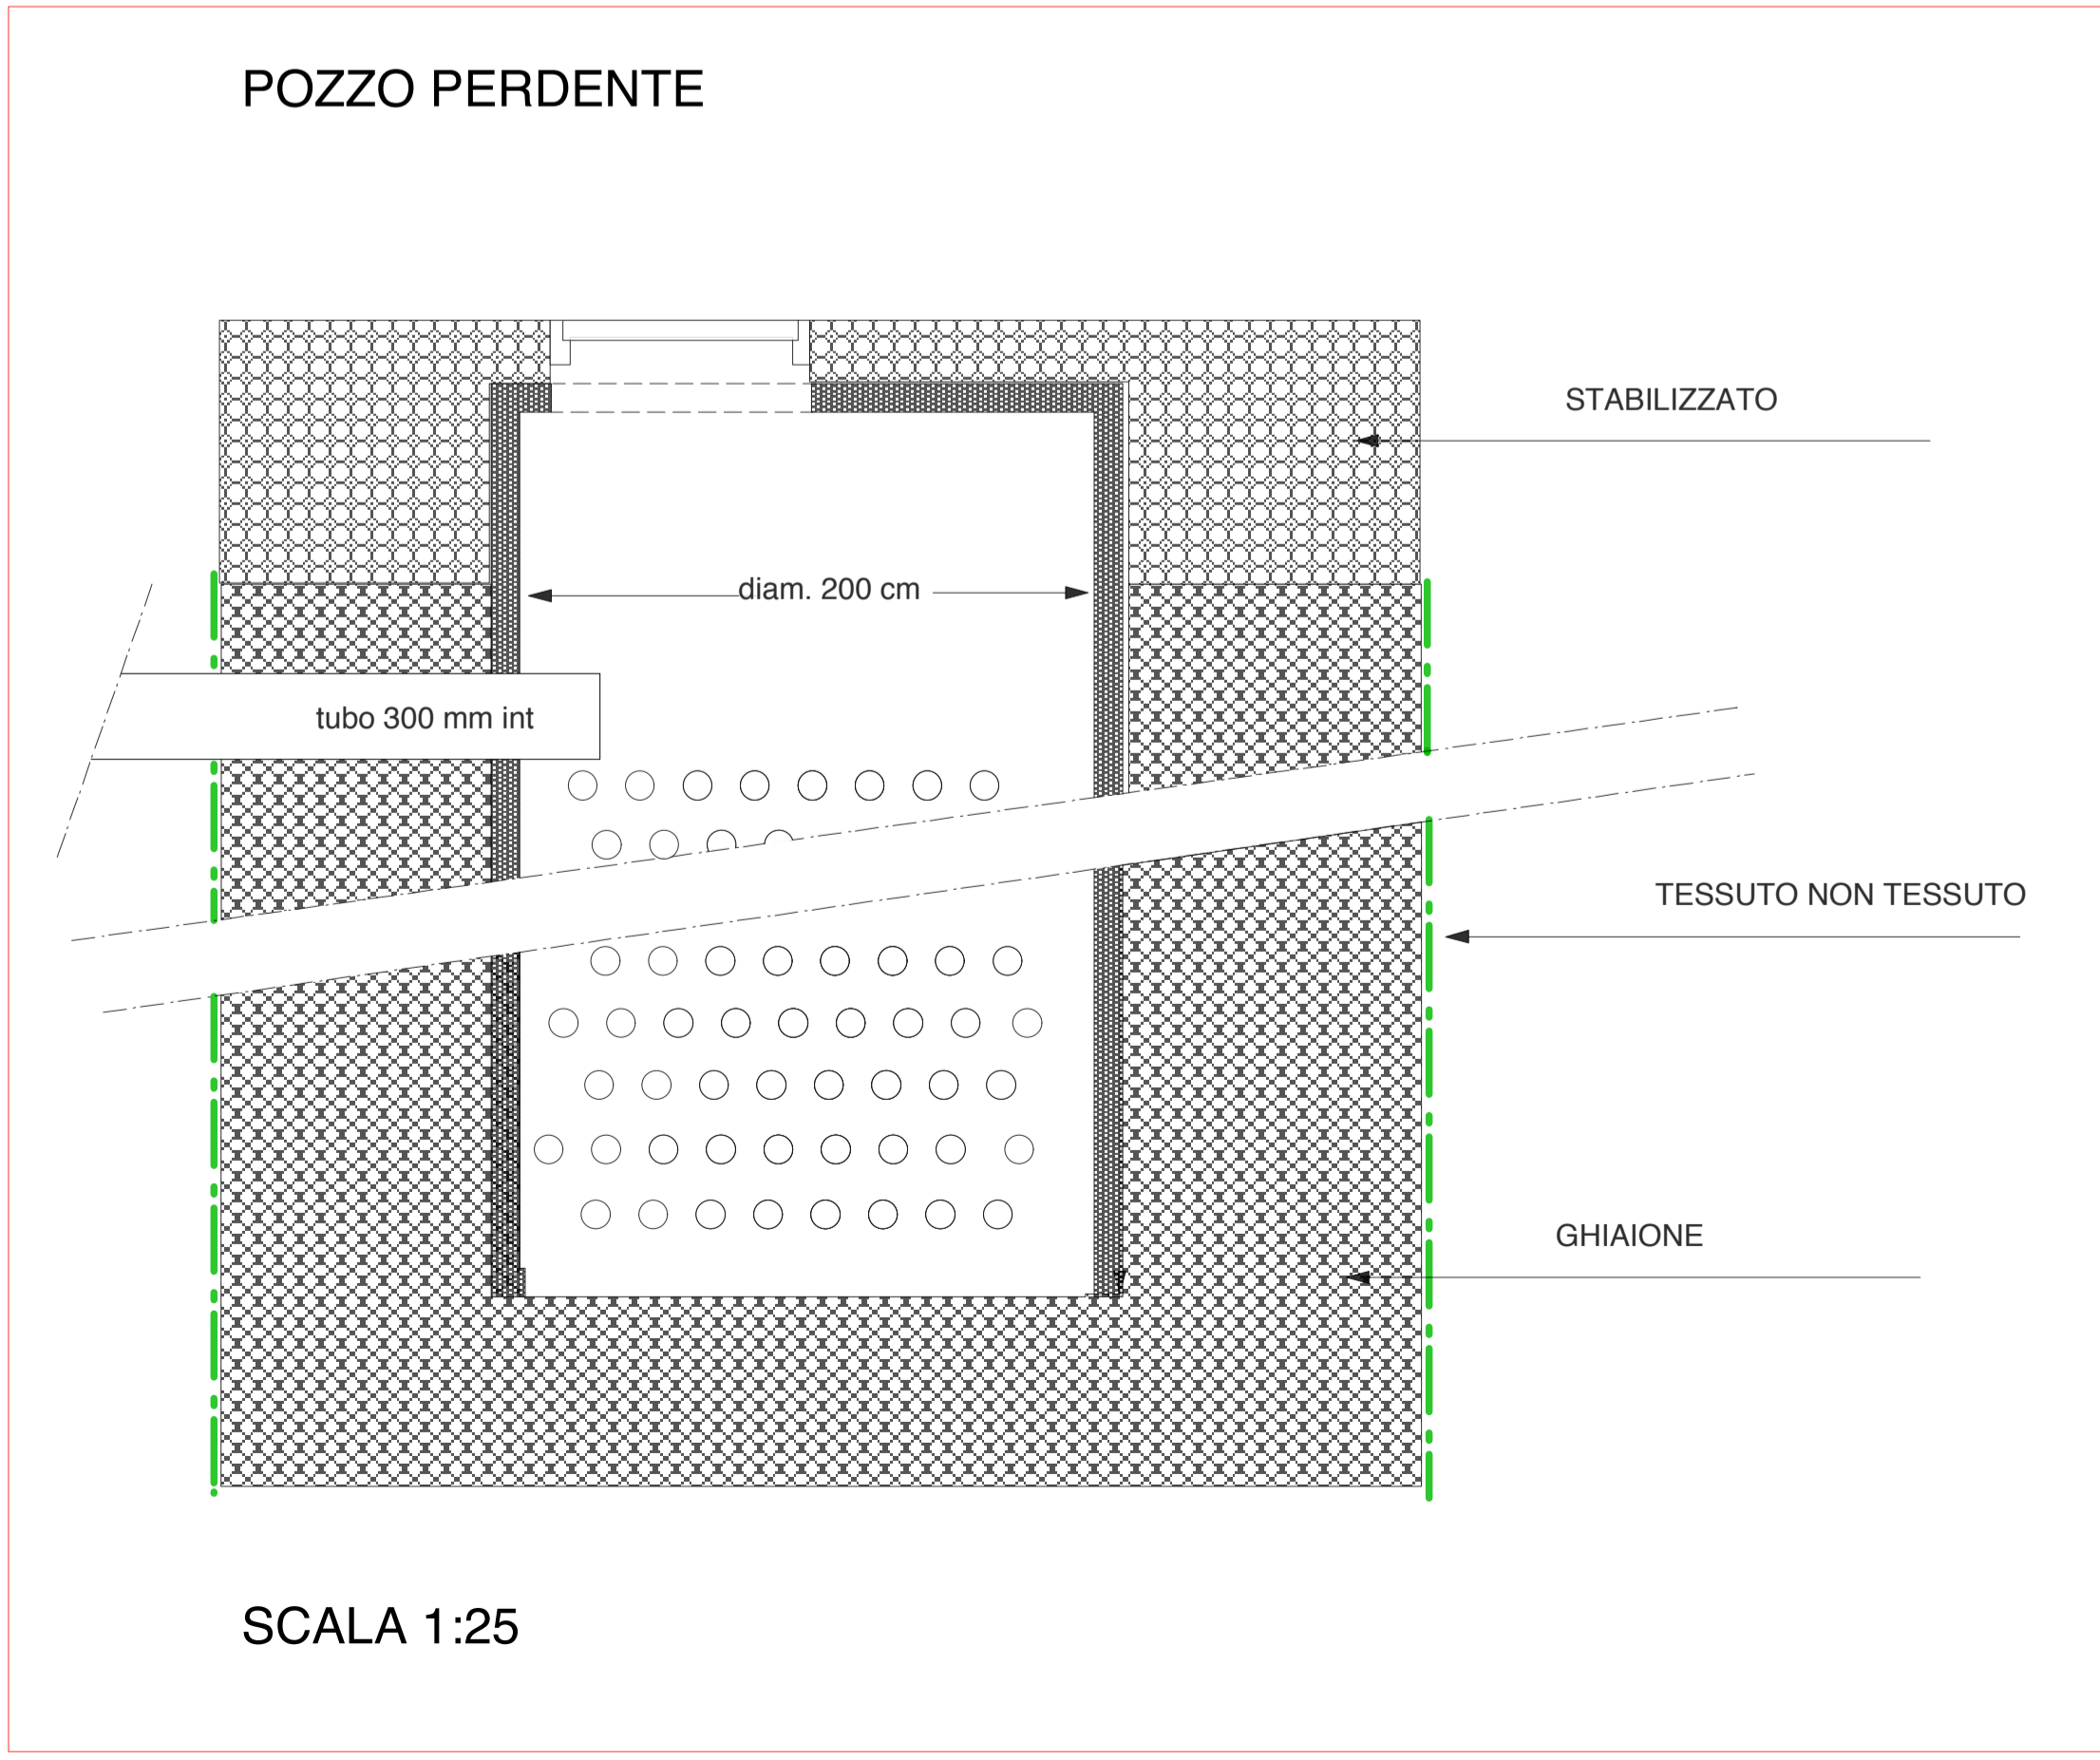 POZZO PERDENTE
STABILIZZATO
diam. 200 cm
tubo 300 mm int
TESSUTO NON TESSUTO
GHIAIONE
SCALA 1:25